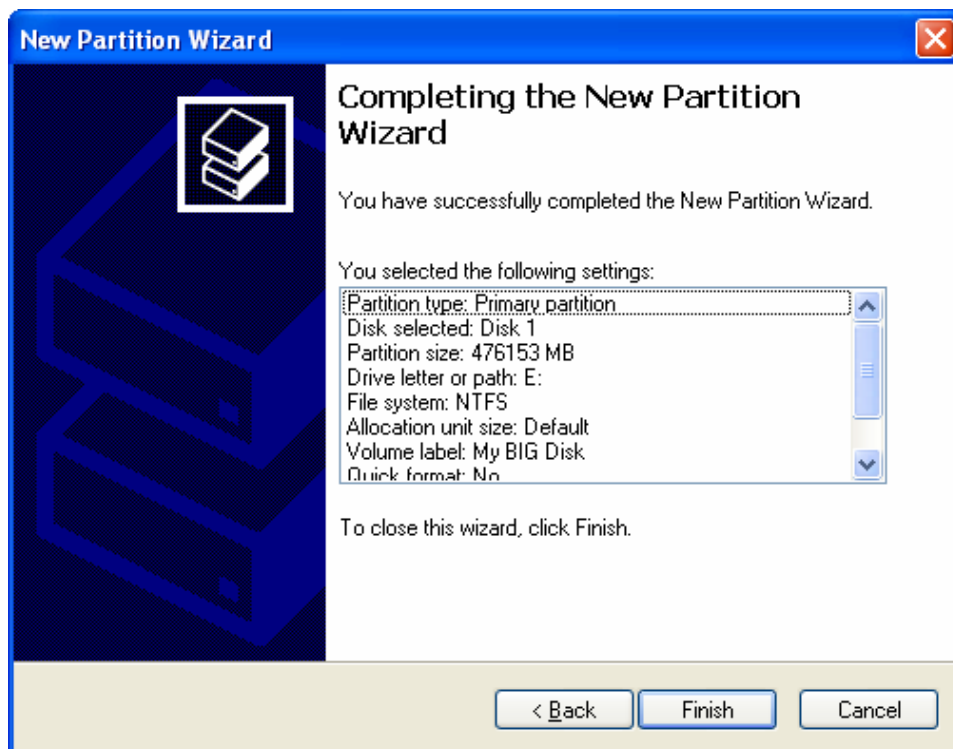 New Partition Wizard
Completing the New Partition
Wizard
You have successfully completed the New Partition Wizard.
You selected the following settings:
Partition type: Primary partition
Disk selected: Disk 1
Partition size: 476153 MB
Drive letter or path: E:
File system: NTFS
Allocation unit size: Default
Volume label: My BIG Disk
Quick format: No
To close this wizard, click Finish.
< Back
Finish
Cancel